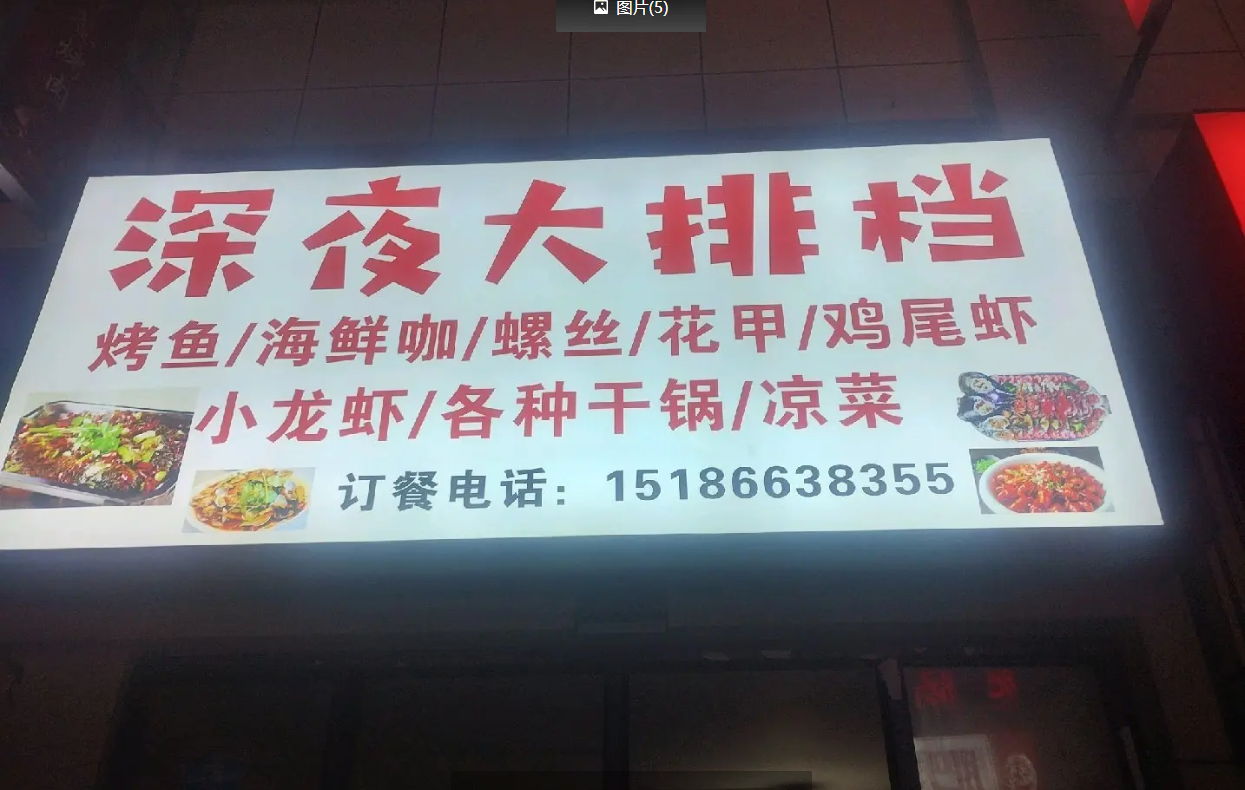 图片(5)
深夜大排档
烤鱼/海鲜咖/螺丝/花甲/鸡尾虾
小龙虾/各种干锅/凉菜
订餐电话：15186638355